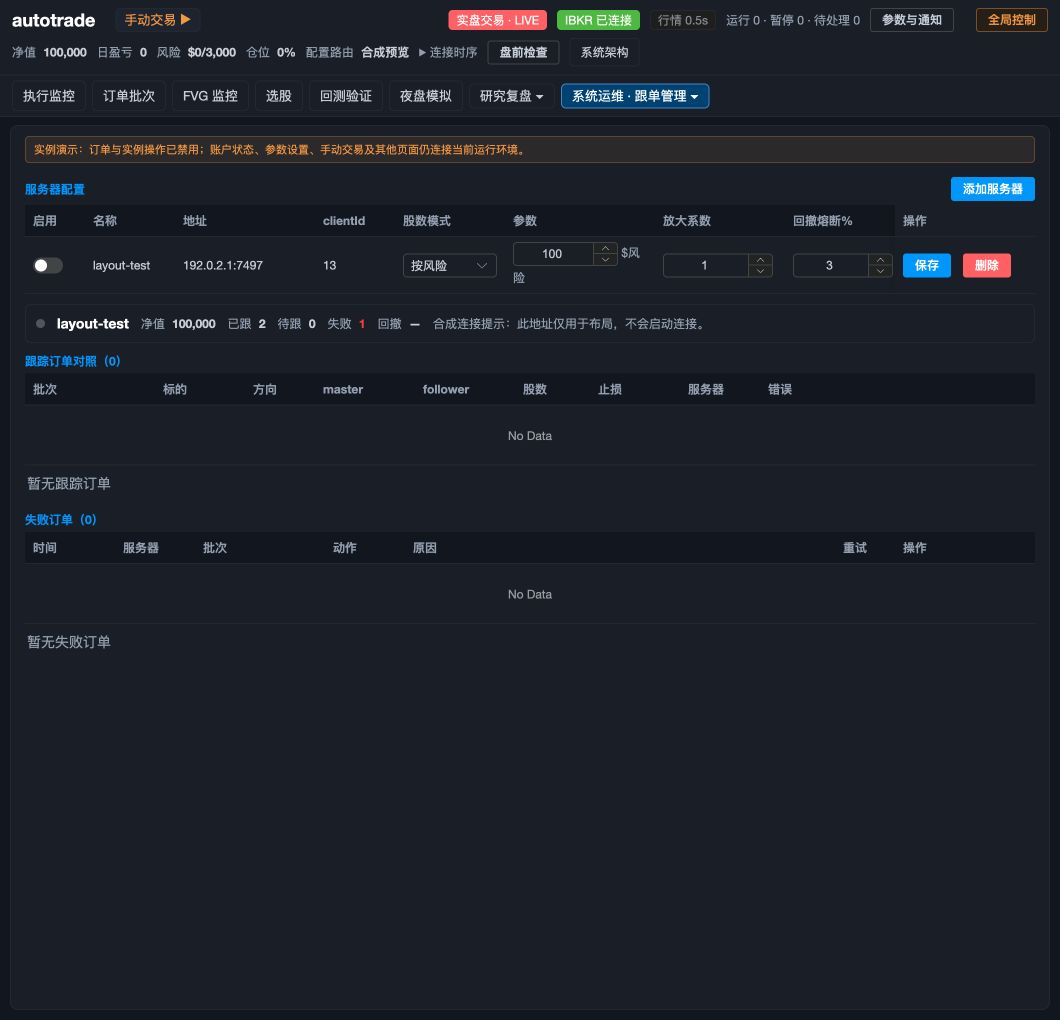 autotrade 手动交易 ▶ 实盘交易 · LIVE IBKR 已连接 行情 0.5s 运行 0 · 暂停 0 · 待处理 0 参数与通知 全局控制
净值 100,000 日盈亏 0 风险 $0/3,000 仓位 0% 配置路由 合成预览 ▶ 连接时序 盘前检查 系统架构
执行监控 订单批次 FVG 监控 选股 回测验证 夜盘模拟 研究复盘 系统运维 · 跟单管理
实例演示：订单与实例操作已禁用；账户状态、参数设置、手动交易及其他页面仍连接当前运行环境。
服务器配置 添加服务器
启用 名称 地址 clientId 股数模式 参数 放大系数 回撤熔断% 操作
layout-test 192.0.2.1:7497 13 按风险 100 $风险 1 3 保存 删除
layout-test 净值 100,000 已跟 2 待跟 0 失败 1 回撤 — 合成连接提示：此地址仅用于布局，不会启动连接。
跟踪订单对照（0）
批次 标的 方向 master follower 股数 止损 服务器 错误
No Data
暂无跟踪订单
失败订单（0）
时间 服务器 批次 动作 原因 重试 操作
No Data
暂无失败订单